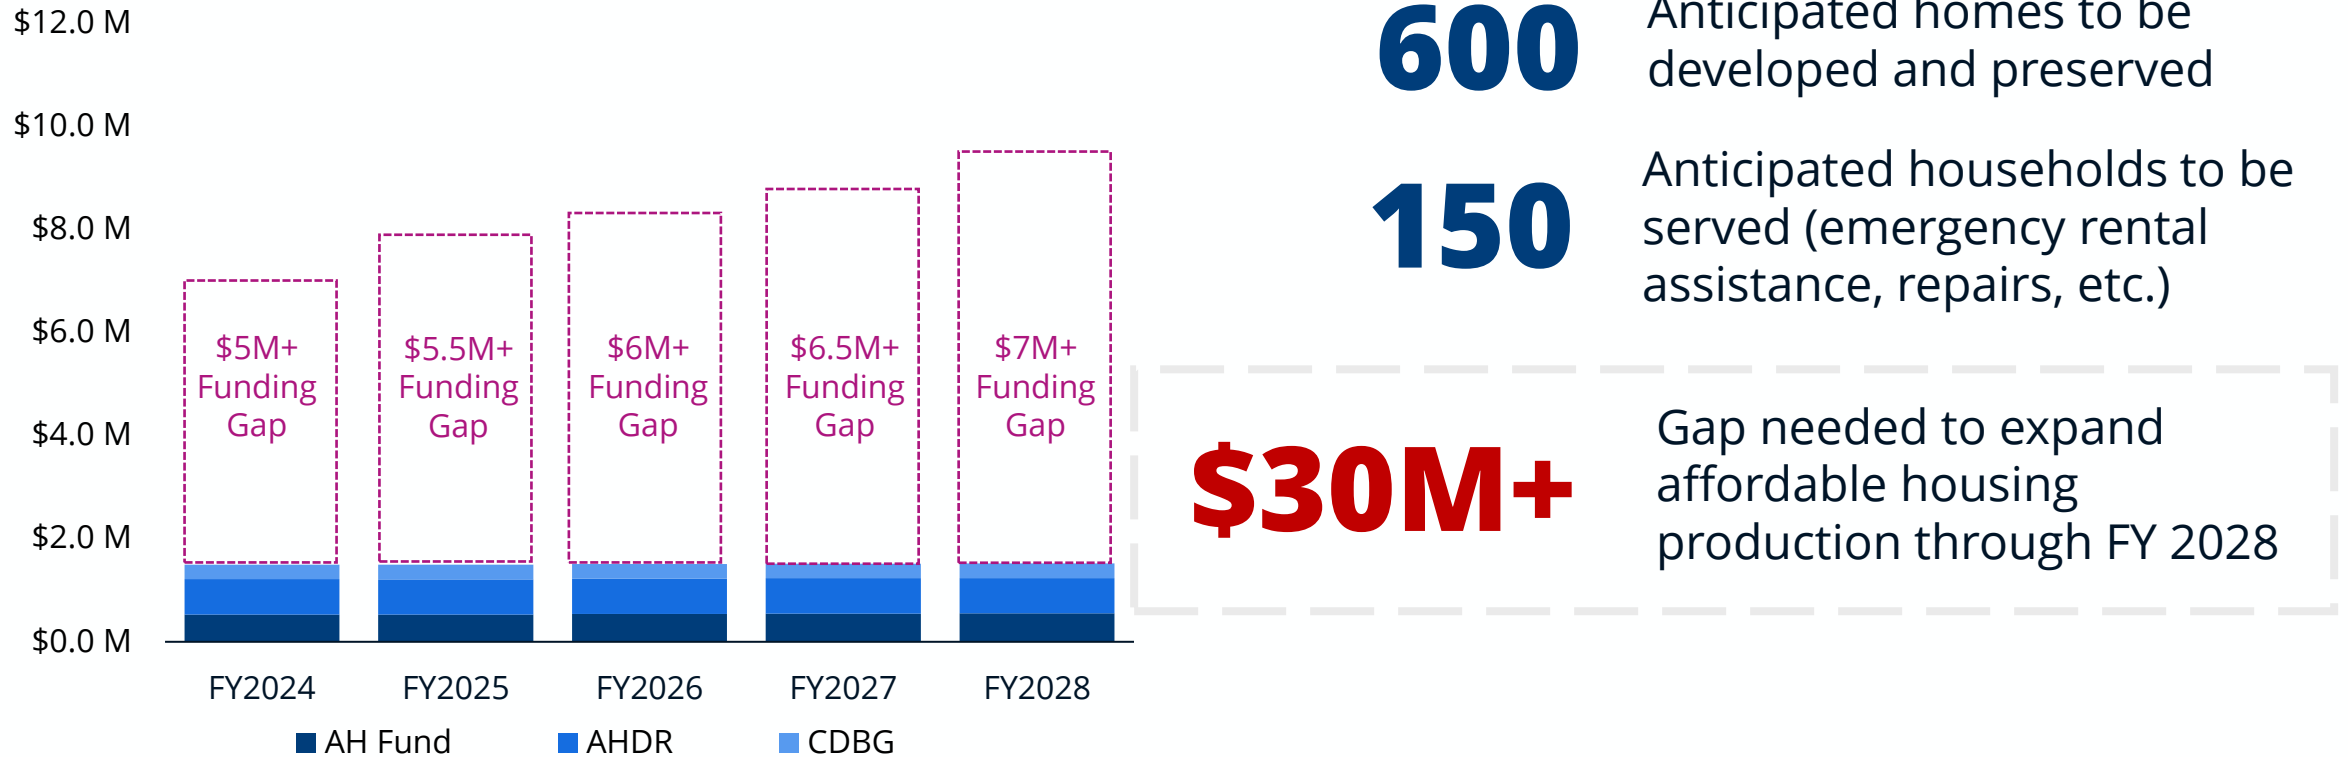 $12.0 M
$10.0 M
$8.0 M
$6.0 M
$4.0 M
$2.0 M
$0.0 M
$5M+
Funding
Gap
$5.5M+
Funding
Gap
$6M+
Funding
Gap
$6.5M+
Funding
Gap
$7M+
Funding
Gap
FY2024
FY2025
FY2026
FY2027
FY2028
AH Fund
AHDR
CDBG
600
Anticipated homes to be
developed and preserved
150
Anticipated households to be
served (emergency rental
assistance, repairs, etc.)
$30M+
Gap needed to expand
affordable housing
production through FY 2028